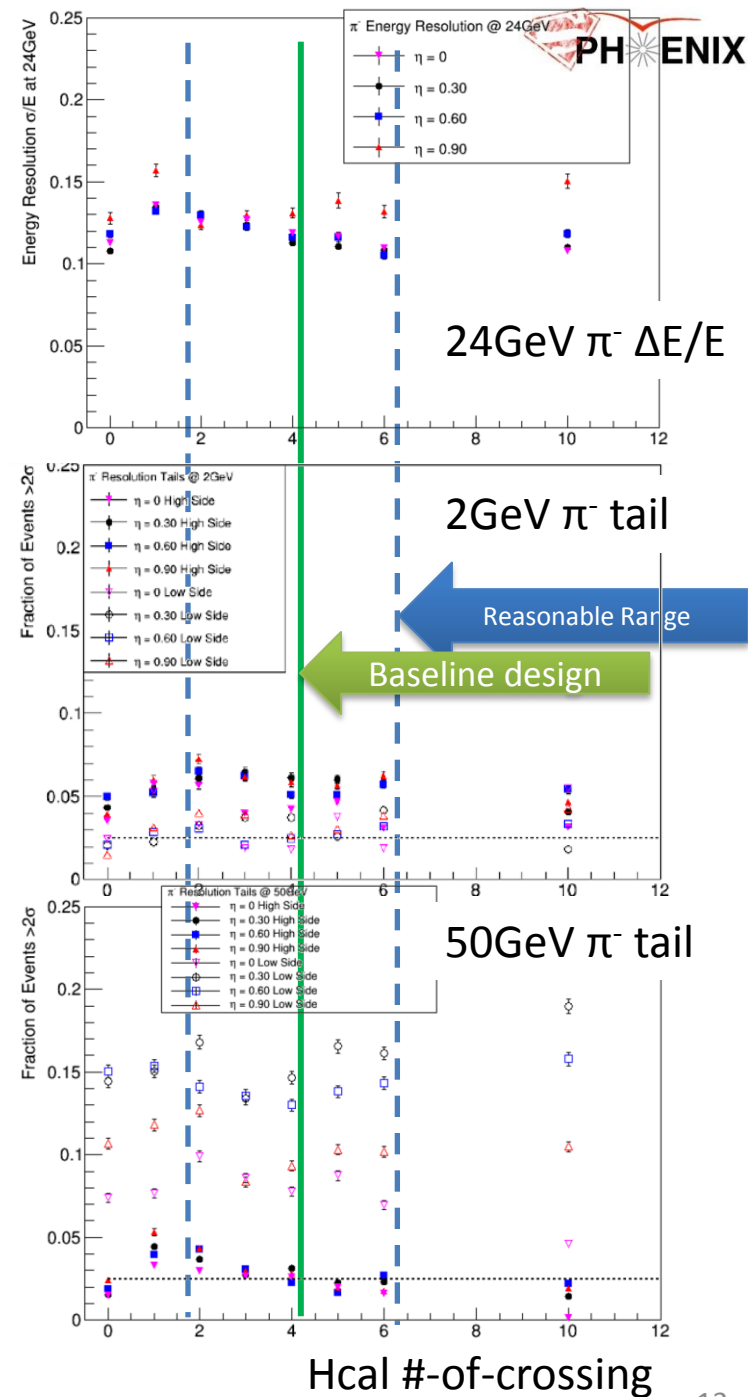 π⁻ Energy Resolution @ 24GeV
PH ENIX
η = 0
η = 0.30
η = 0.60
η = 0.90
Energy Resolution σ/E at 24GeV
0.25
0.2
0.15
0.1
0.05
0
0 2 4 6 8 10 12
24GeV π⁻ ΔE/E
π⁻ Resolution Tails @ 2GeV
η = 0 High Side
η = 0.30 High Side
η = 0.60 High Side
η = 0.90 High Side
η = 0 Low Side
η = 0.30 Low Side
η = 0.60 Low Side
η = 0.90 Low Side
2GeV π⁻ tail
Fraction of Events >2σ
0.25
0.2
0.15
0.1
0.05
0
0 2 4 6 8 10 12
Reasonable Range
Baseline design
π⁻ Resolution Tails @ 50GeV
η = 0 High Side
η = 0.30 High Side
η = 0.60 High Side
η = 0.90 High Side
η = 0 Low Side
η = 0.30 Low Side
η = 0.60 Low Side
η = 0.90 Low Side
50GeV π⁻ tail
Fraction of Events >2σ
0.25
0.2
0.15
0.1
0.05
0
0 2 4 6 8 10 12
Hcal #-of-crossing